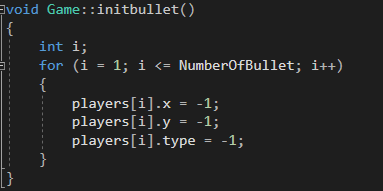 void Game::initbullet()
{
    int i;
    for (i = 1; i <= NumberOfBullet; i++)
    {
        players[i].x = -1;
        players[i].y = -1;
        players[i].type = -1;
    }
}